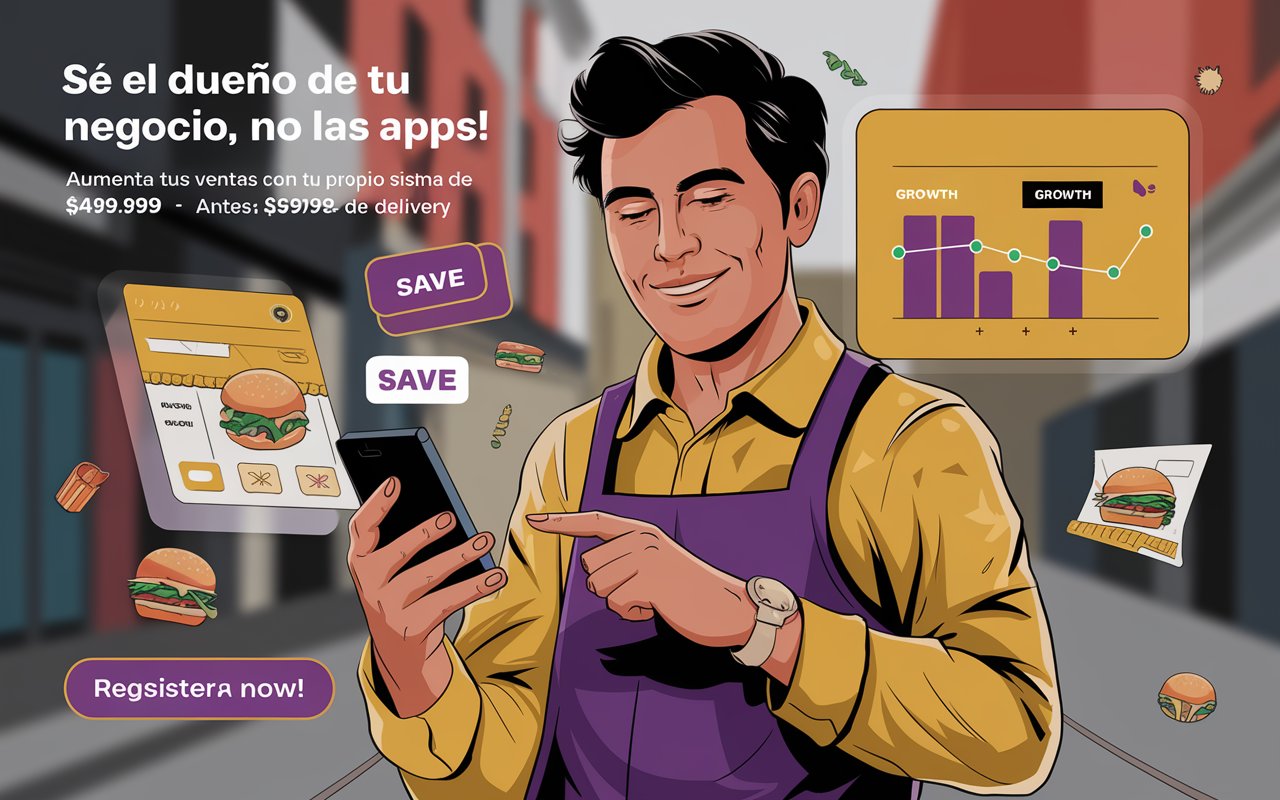 Sé el dueño de tu
negocio, no las apps!
Aumenta tus ventas con tu propio sisma de
$499.999 - Antes: de delivery
SAVE
SAVE
GROWTH
GROWTH
Regsistera now!